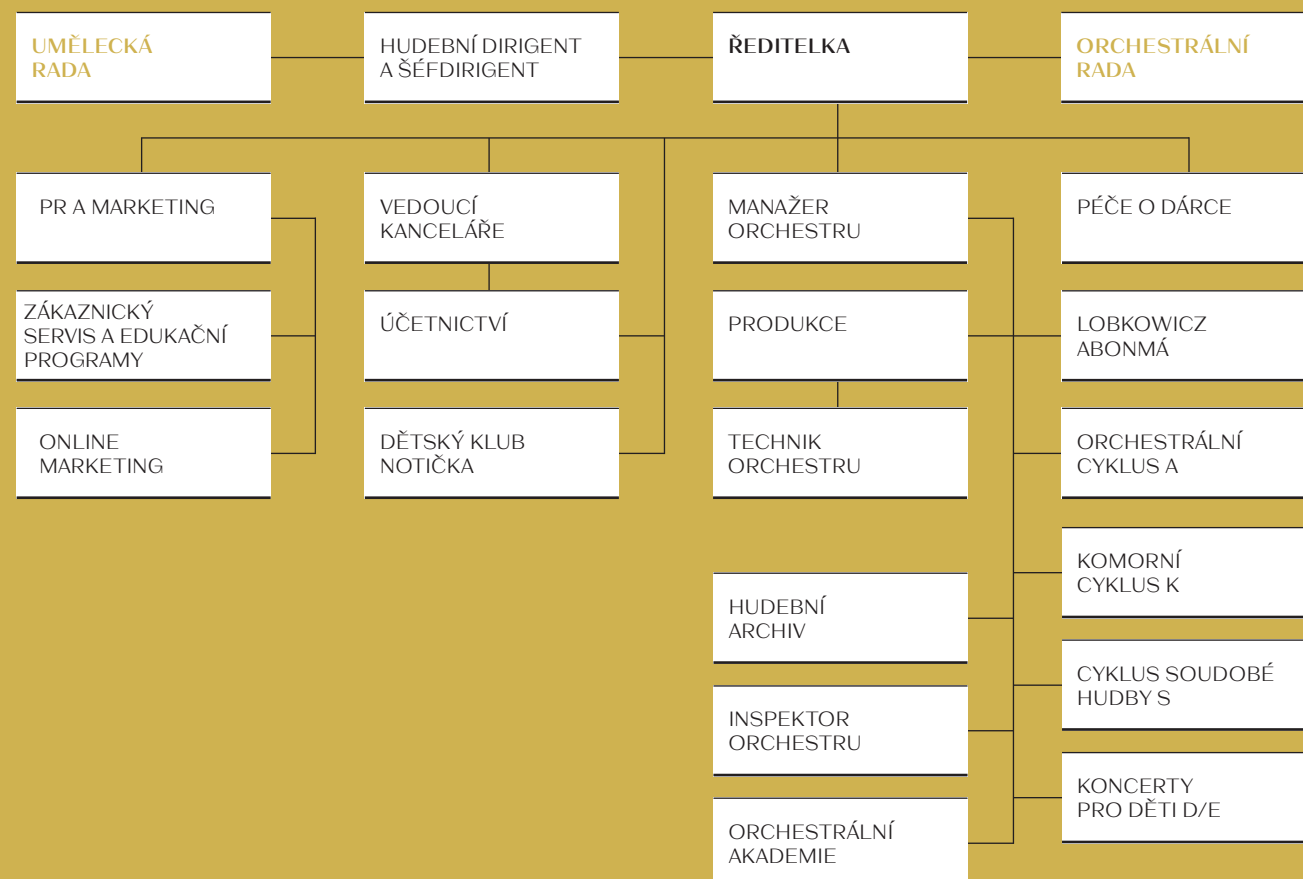 UMĚLECKÁ
RADA
HUDEBNÍ DIRIGENT
A ŠÉFDIRIGENT
ŘEDITELKA
ORCHESTRÁLNÍ
RADA
PR A MARKETING
VEDOUCÍ
KANCELÁŘE
MANAŽER
ORCHESTRU
PÉČE O DÁRCE
ZÁKAZNICKÝ
SERVIS A EDUKAČNÍ
PROGRAMY
ÚČETNICTVÍ
PRODUKCE
LOBKOWICZ
ABONMÁ
ONLINE
MARKETING
DĚTSKÝ KLUB
NOTIČKA
TECHNIK
ORCHESTRU
ORCHESTRÁLNÍ
CYKLUS A
KOMORNÍ
CYKLUS K
HUDEBNÍ
ARCHIV
CYKLUS SOUDOBÉ
HUDBY S
INSPEKTOR
ORCHESTRU
KONCERTY
PRO DĚTI D/E
ORCHESTRÁLNÍ
AKADEMIE